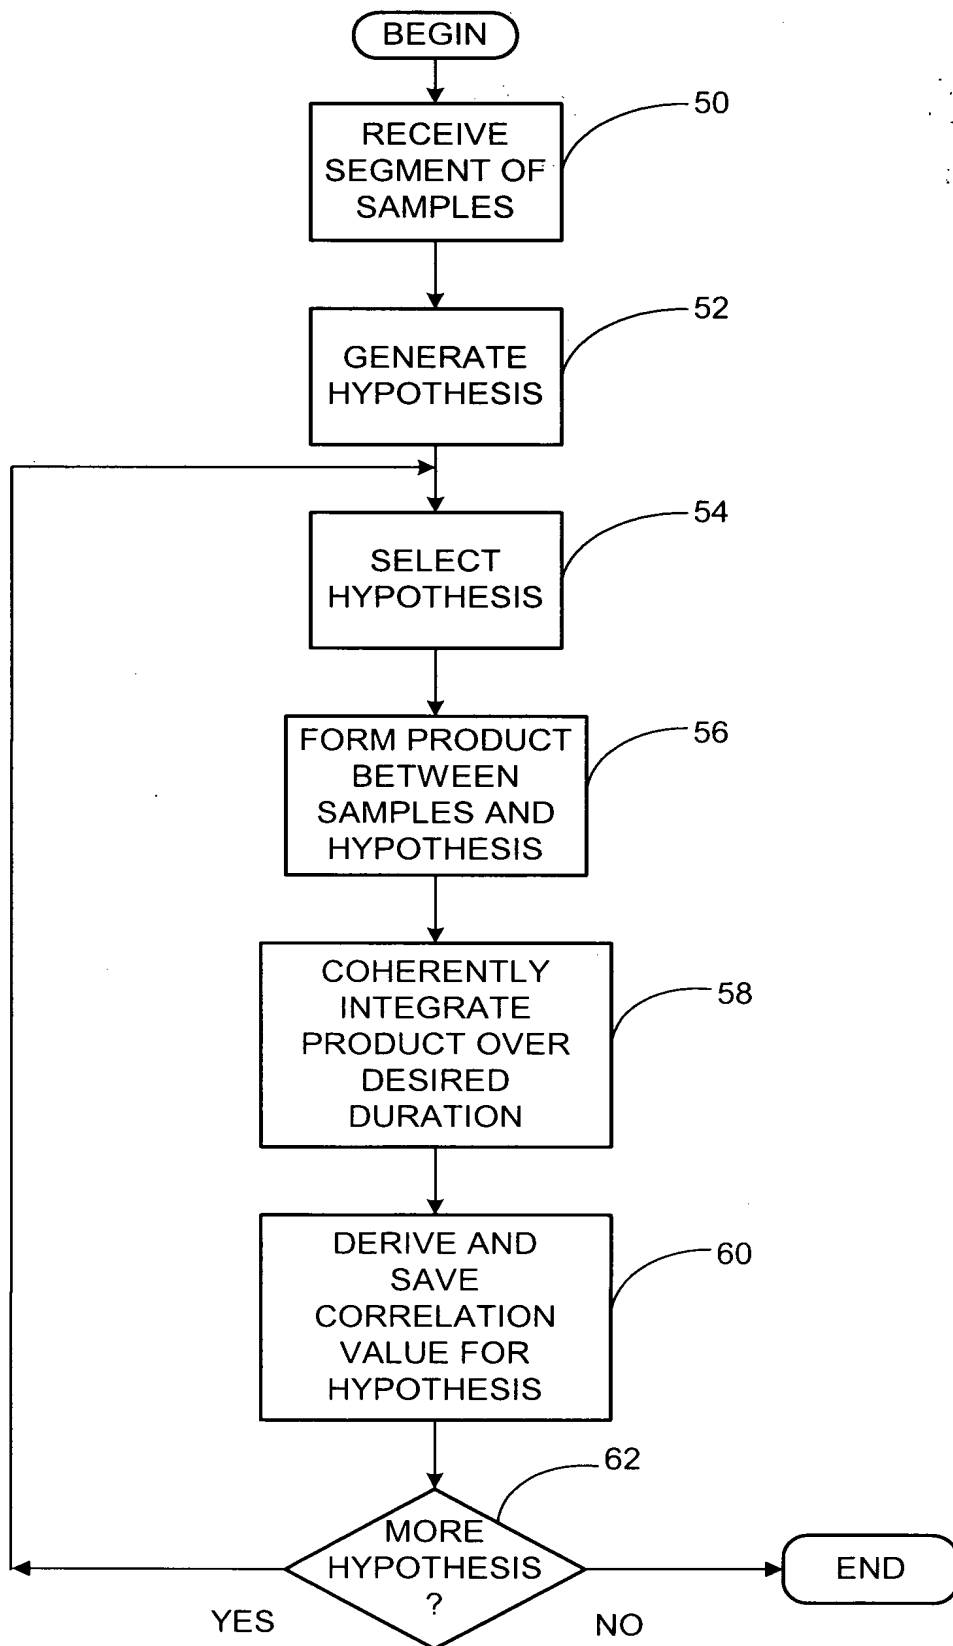 BEGIN
50
RECEIVE
SEGMENT OF
SAMPLES
52
GENERATE
HYPOTHESIS
54
SELECT
HYPOTHESIS
56
FORM PRODUCT
BETWEEN
SAMPLES AND
HYPOTHESIS
58
COHERENTLY
INTEGRATE
PRODUCT OVER
DESIRED
DURATION
60
DERIVE AND
SAVE
CORRELATION
VALUE FOR
HYPOTHESIS
62
MORE
HYPOTHESIS
?
END
YES
NO